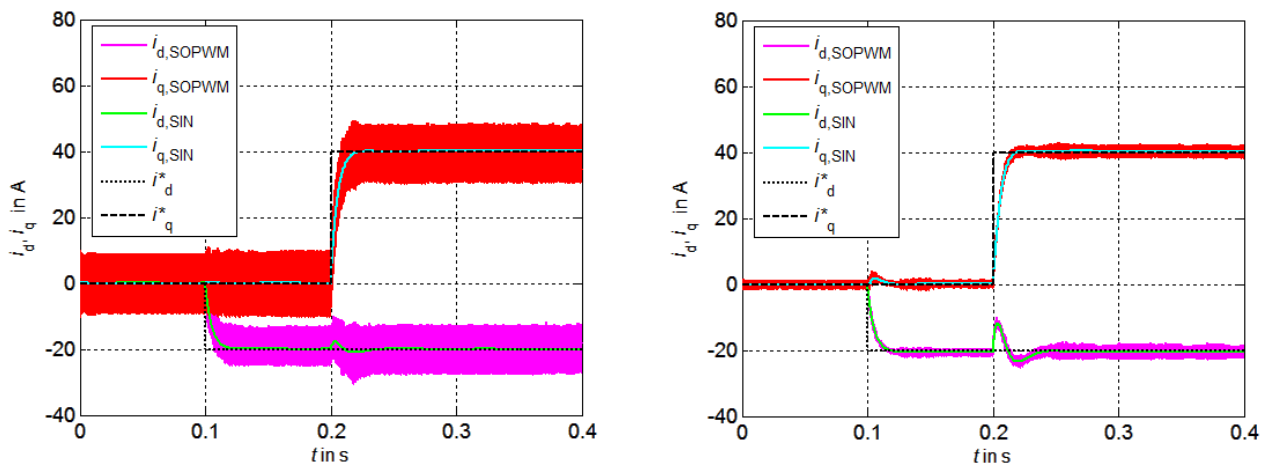 80
60
40
20
0
-20
-40
i_d, i_q in A
i_d,SOPWM
i_q,SOPWM
i_d,SIN
i_q,SIN
i*_d
i*_q
0 0.1 0.2 0.3 0.4
t in s
80
60
40
20
0
-20
-40
i_d, i_q in A
i_d,SOPWM
i_q,SOPWM
i_d,SIN
i_q,SIN
i*_d
i*_q
0 0.1 0.2 0.3 0.4
t in s